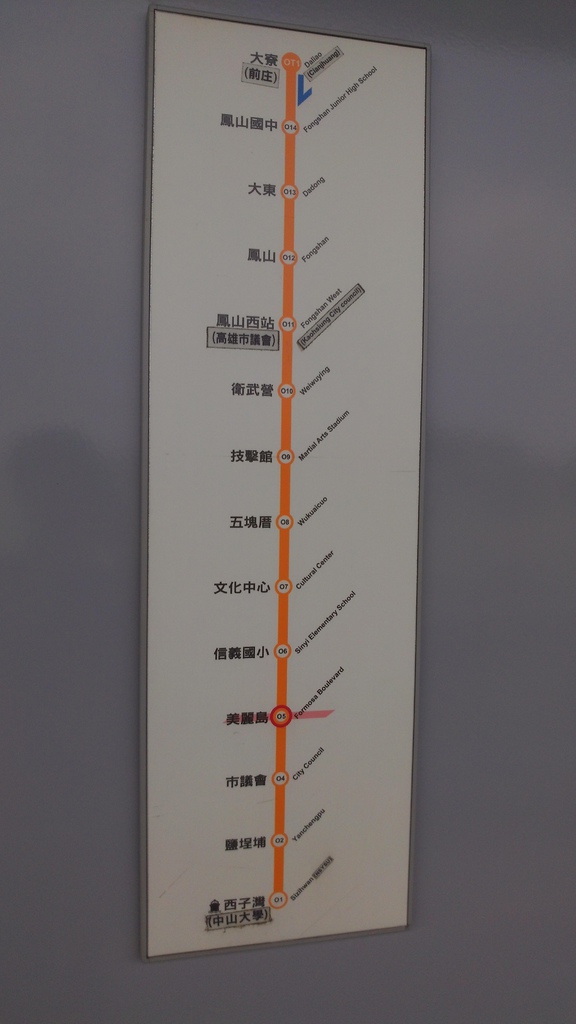 大寮 OT1 Daliao
(前庄)
鳳山國中 O14 Fongshan Junior High School
大東 O13 Dadong
鳳山 O12 Fongshan
鳳山西站 O11 Fongshan West
(高雄市議會) (Kaohsiung City council)
衛武營 O10 Weiwuying
技擊館 O9 Martial Arts Stadium
五塊厝 O8 Wukuaicuo
文化中心 O7 Cultural Center
信義國小 O6 Sinyi Elementary School
美麗島 O5 Formosa Boulevard
市議會 O4 City Council
鹽埕埔 O2 Yanchengpu
西子灣 O1 Sizihwan
(中山大學)